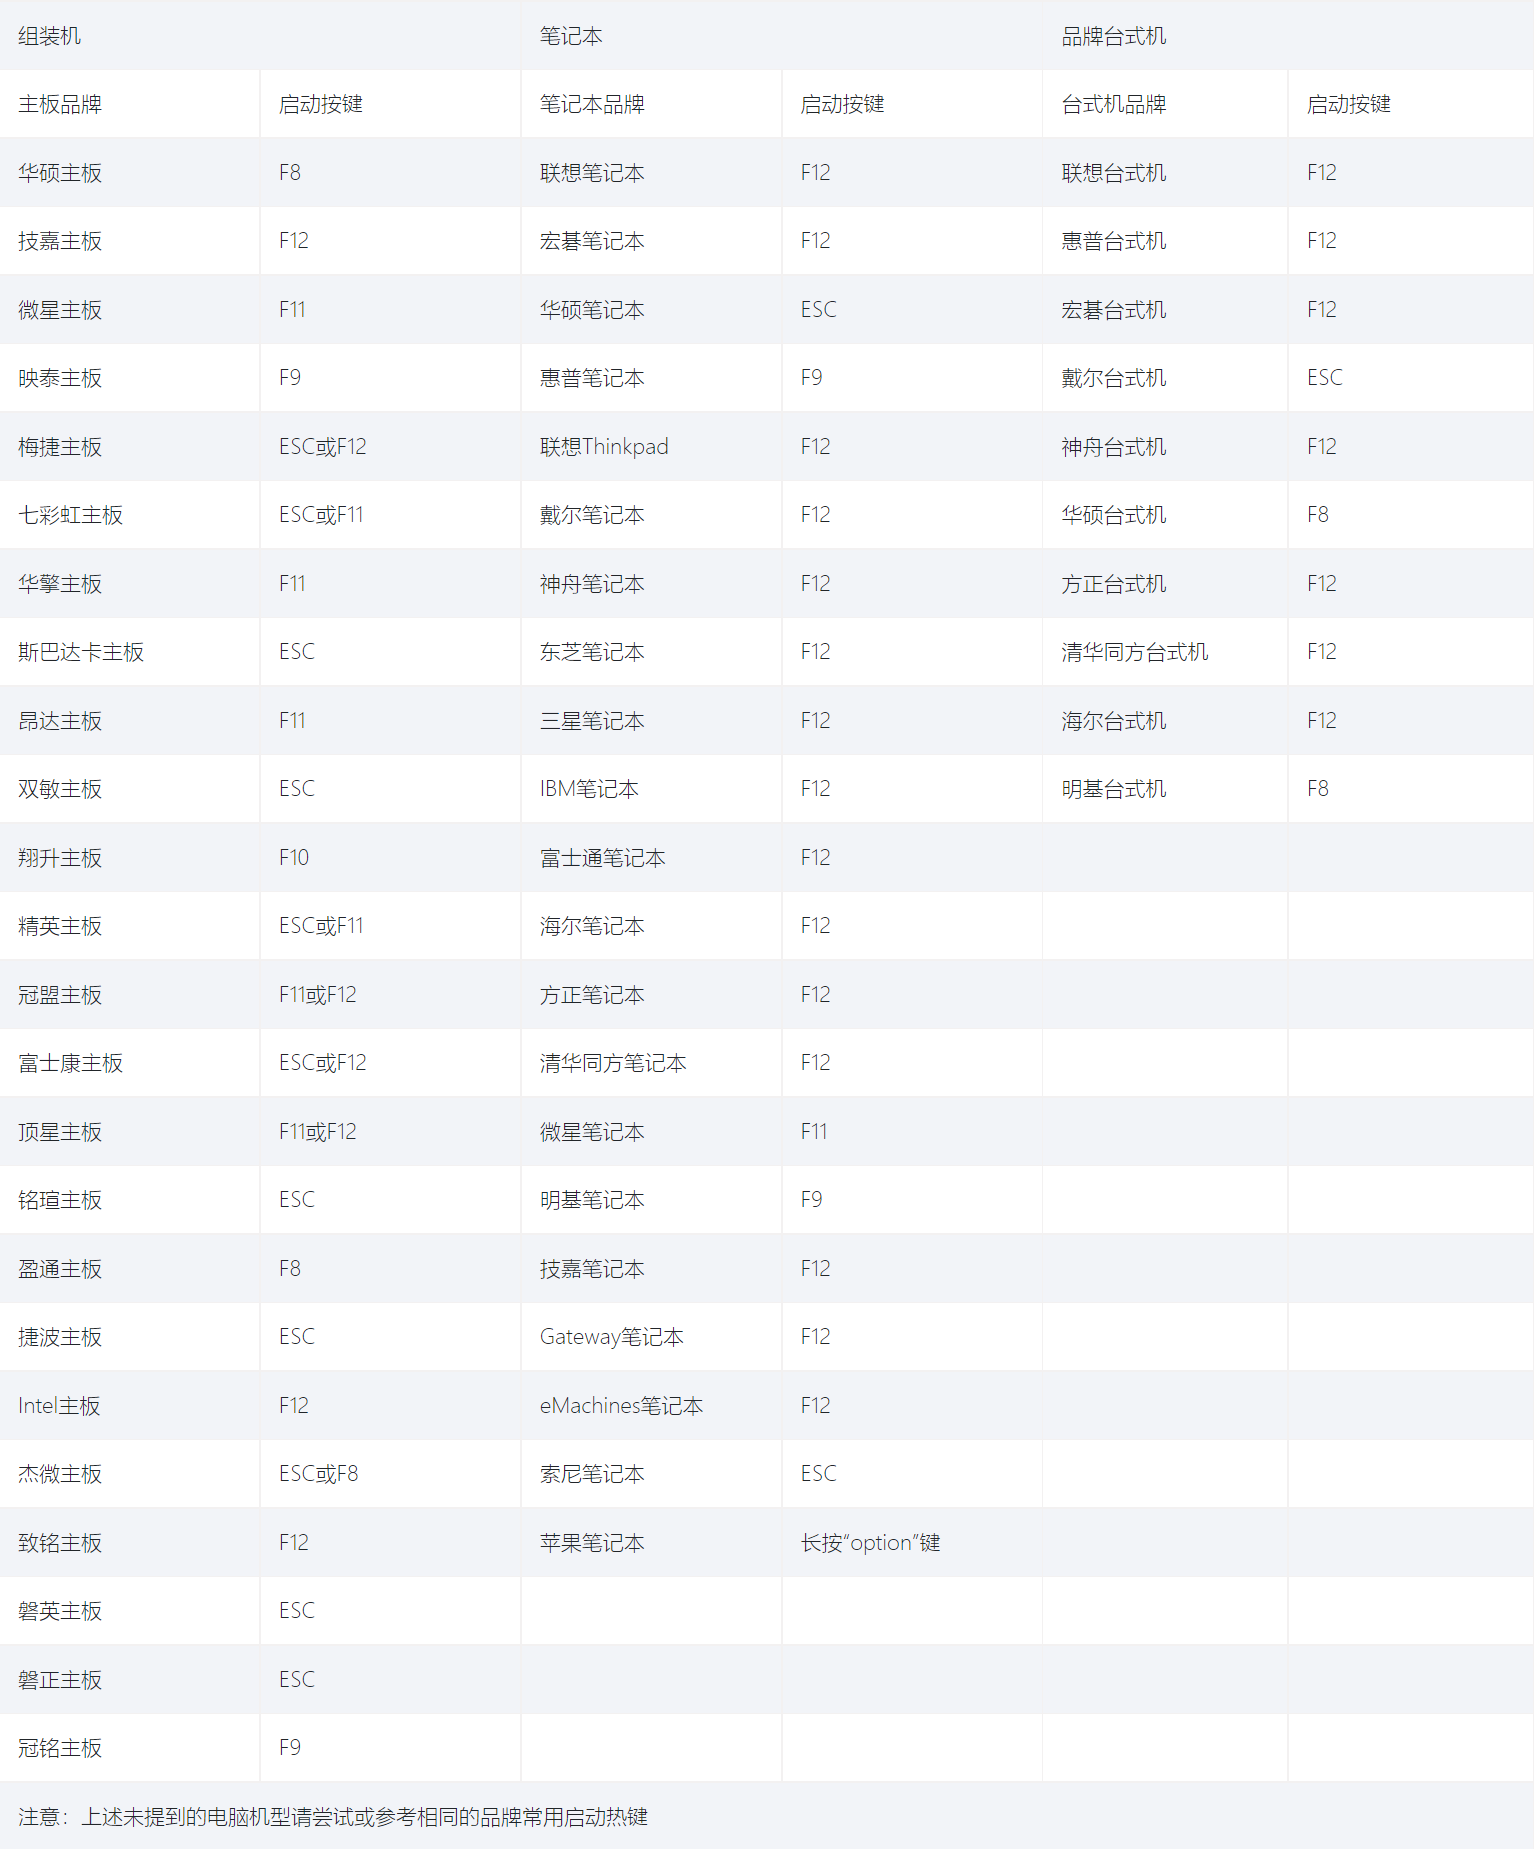 组装机 笔记本 品牌台式机
主板品牌 启动按键 笔记本品牌 启动按键 台式机品牌 启动按键
华硕主板 F8 联想笔记本 F12 联想台式机 F12
技嘉主板 F12 宏碁笔记本 F12 惠普台式机 F12
微星主板 F11 华硕笔记本 ESC 宏碁台式机 F12
映泰主板 F9 惠普笔记本 F9 戴尔台式机 ESC
梅捷主板 ESC或F12 联想Thinkpad F12 神舟台式机 F12
七彩虹主板 ESC或F11 戴尔笔记本 F12 华硕台式机 F8
华擎主板 F11 神舟笔记本 F12 方正台式机 F12
斯巴达卡主板 ESC 东芝笔记本 F12 清华同方台式机 F12
昂达主板 F11 三星笔记本 F12 海尔台式机 F12
双敏主板 ESC IBM笔记本 F12 明基台式机 F8
翔升主板 F10 富士通笔记本 F12
精英主板 ESC或F11 海尔笔记本 F12
冠盟主板 F11或F12 方正笔记本 F12
富士康主板 ESC或F12 清华同方笔记本 F12
顶星主板 F11或F12 微星笔记本 F11
铭瑄主板 ESC 明基笔记本 F9
盈通主板 F8 技嘉笔记本 F12
捷波主板 ESC Gateway笔记本 F12
Intel主板 F12 eMachines笔记本 F12
杰微主板 ESC或F8 索尼笔记本 ESC
致铭主板 F12 苹果笔记本 长按“option”键
磐英主板 ESC
磐正主板 ESC
冠铭主板 F9
注意：上述未提到的电脑机型请尝试或参考相同的品牌常用启动热键